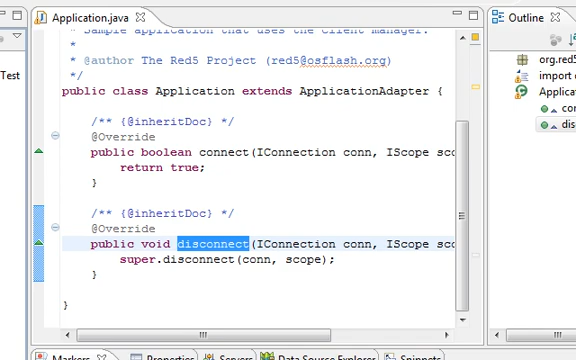 Application.java
Outline
Sample application that uses the client manager.
*
* @author The Red5 Project (red5@osflash.org)
*/
public class Application extends ApplicationAdapter {
/** {@inheritDoc} */
@Override
public boolean connect(IConnection conn, IScope sco
return true;
}
/** {@inheritDoc} */
@Override
public void disconnect(IConnection conn, IScope sco
super.disconnect(conn, scope);
}
}
Test
org.red5
import
Applica
con
disc
Markers
Properties
Servers
Data Source Explorer
Snippets